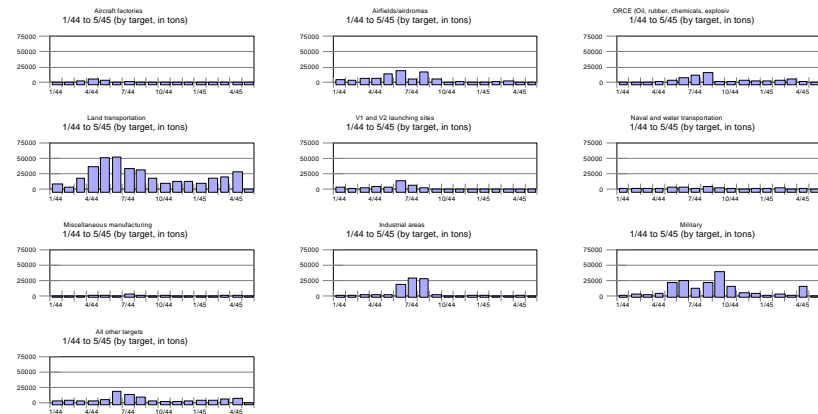 Aircraft factories
1/44 to 5/45 (by target, in tons)
75000
50000
25000
0
1/44 4/44 7/44 10/44 1/45 4/45
Airfields/airdromes
1/44 to 5/45 (by target, in tons)
75000
50000
25000
0
1/44 4/44 7/44 10/44 1/45 4/45
ORCE (Oil, rubber, chemicals, explosiv
1/44 to 5/45 (by target, in tons)
75000
50000
25000
0
1/44 4/44 7/44 10/44 1/45 4/45
Land transportation
1/44 to 5/45 (by target, in tons)
75000
50000
25000
0
1/44 4/44 7/44 10/44 1/45 4/45
V1 and V2 launching sites
1/44 to 5/45 (by target, in tons)
75000
50000
25000
0
1/44 4/44 7/44 10/44 1/45 4/45
Naval and water transportation
1/44 to 5/45 (by target, in tons)
75000
50000
25000
0
1/44 4/44 7/44 10/44 1/45 4/45
Miscellaneous manufacturing
1/44 to 5/45 (by target, in tons)
75000
50000
25000
0
1/44 4/44 7/44 10/44 1/45 4/45
Industrial areas
1/44 to 5/45 (by target, in tons)
75000
50000
25000
0
1/44 4/44 7/44 10/44 1/45 4/45
Military
1/44 to 5/45 (by target, in tons)
75000
50000
25000
0
1/44 4/44 7/44 10/44 1/45 4/45
All other targets
1/44 to 5/45 (by target, in tons)
75000
50000
25000
0
1/44 4/44 7/44 10/44 1/45 4/45